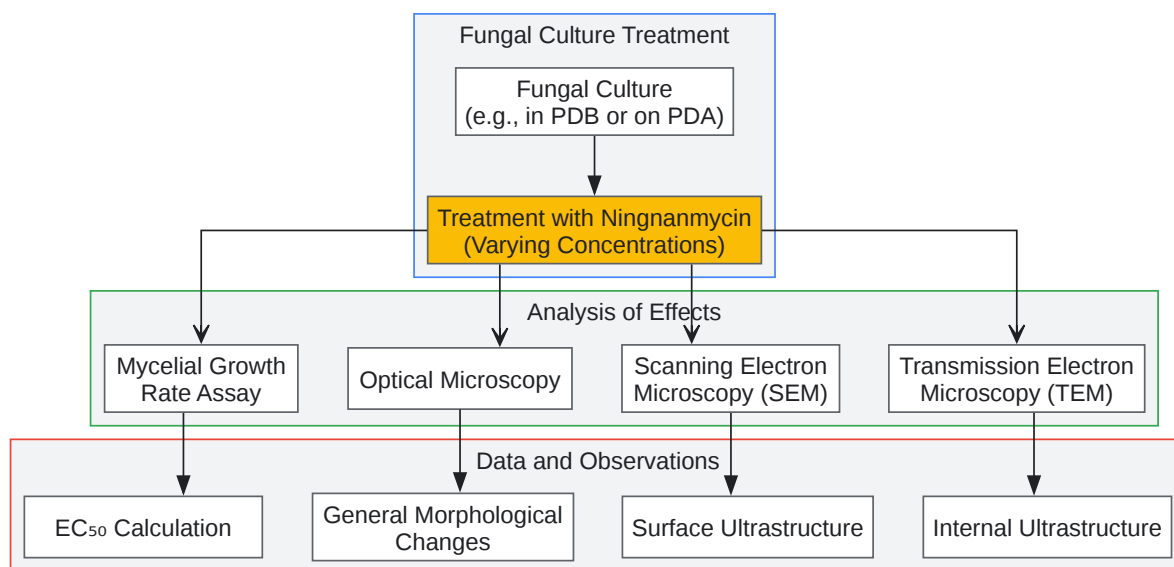 Fungal Culture Treatment
Fungal Culture
(e.g., in PDB or on PDA)
Treatment with Ningnanmycin
(Varying Concentrations)
Analysis of Effects
Mycelial Growth
Rate Assay
Optical Microscopy
Scanning Electron
Microscopy (SEM)
Transmission Electron
Microscopy (TEM)
Data and Observations
EC₅₀ Calculation
General Morphological
Changes
Surface Ultrastructure
Internal Ultrastructure